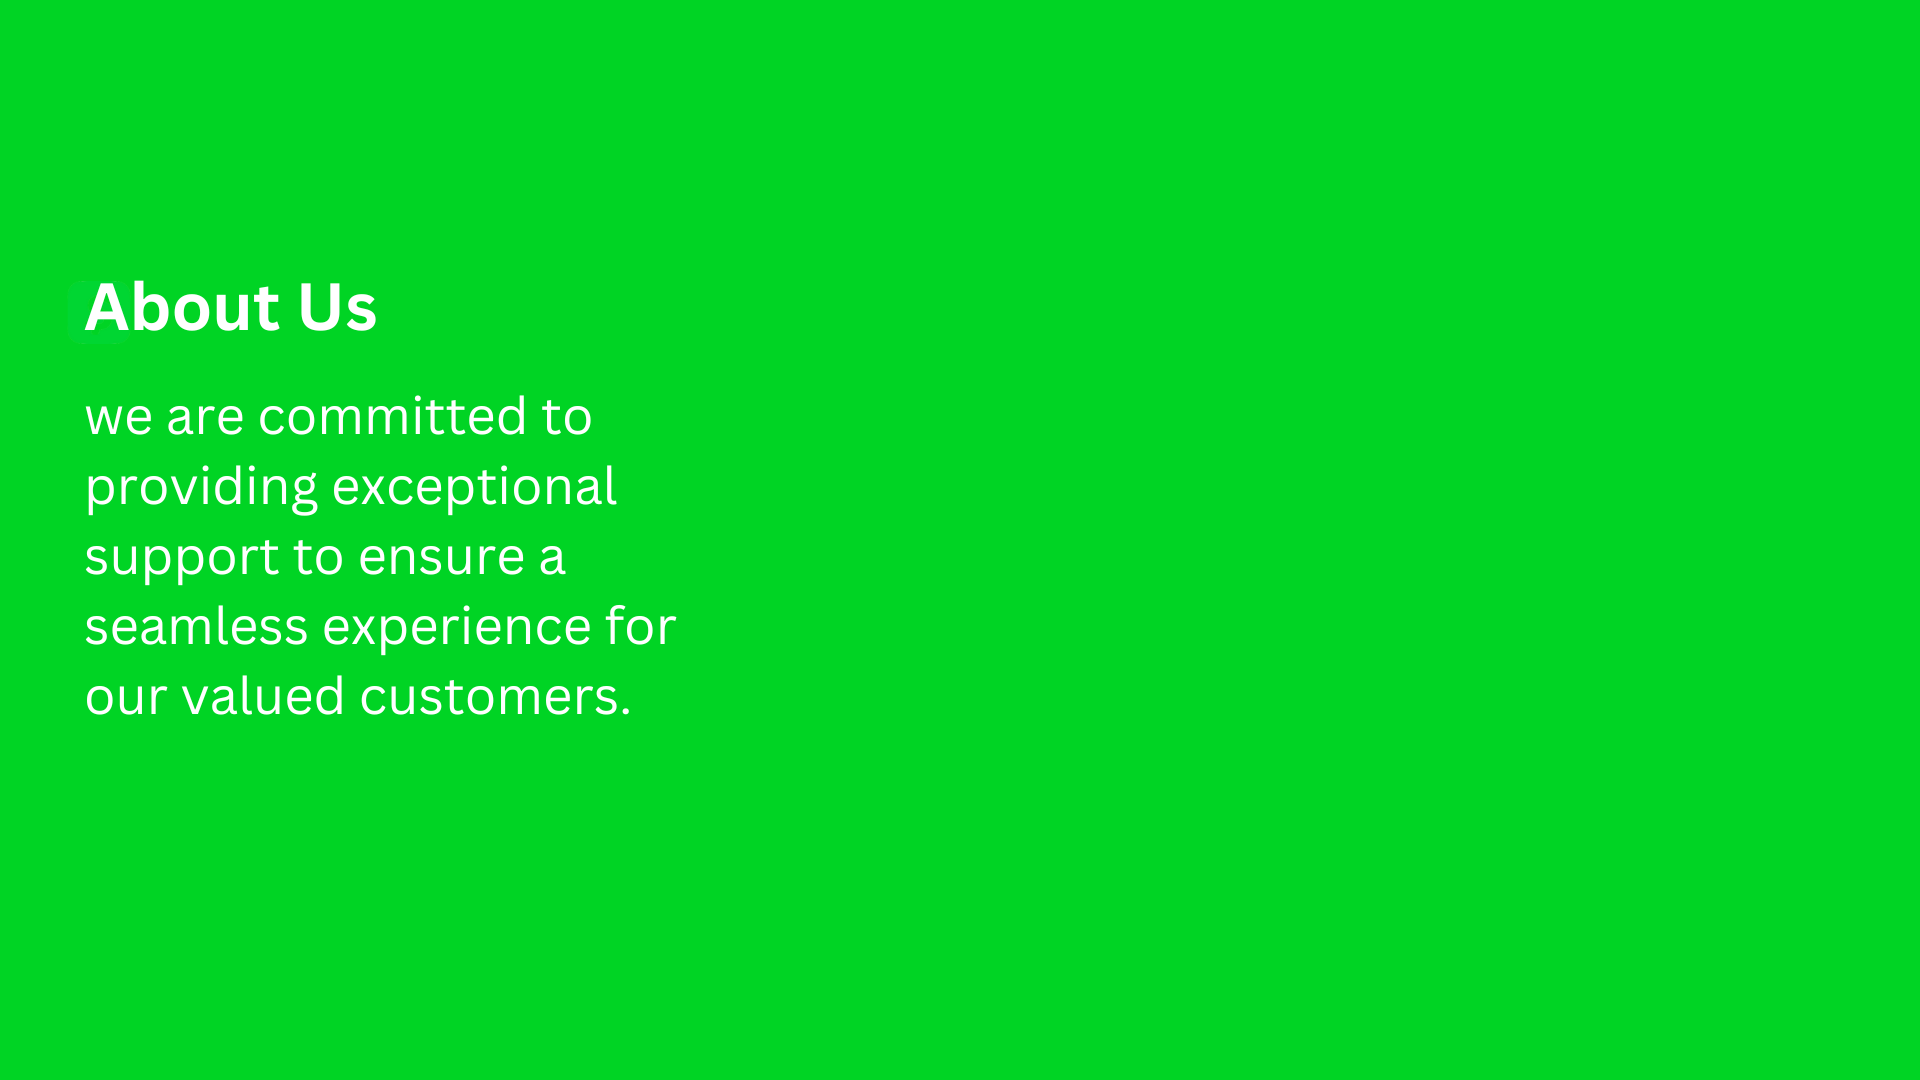 About Us
we are committed to
providing exceptional
support to ensure a
seamless experience for
our valued customers.